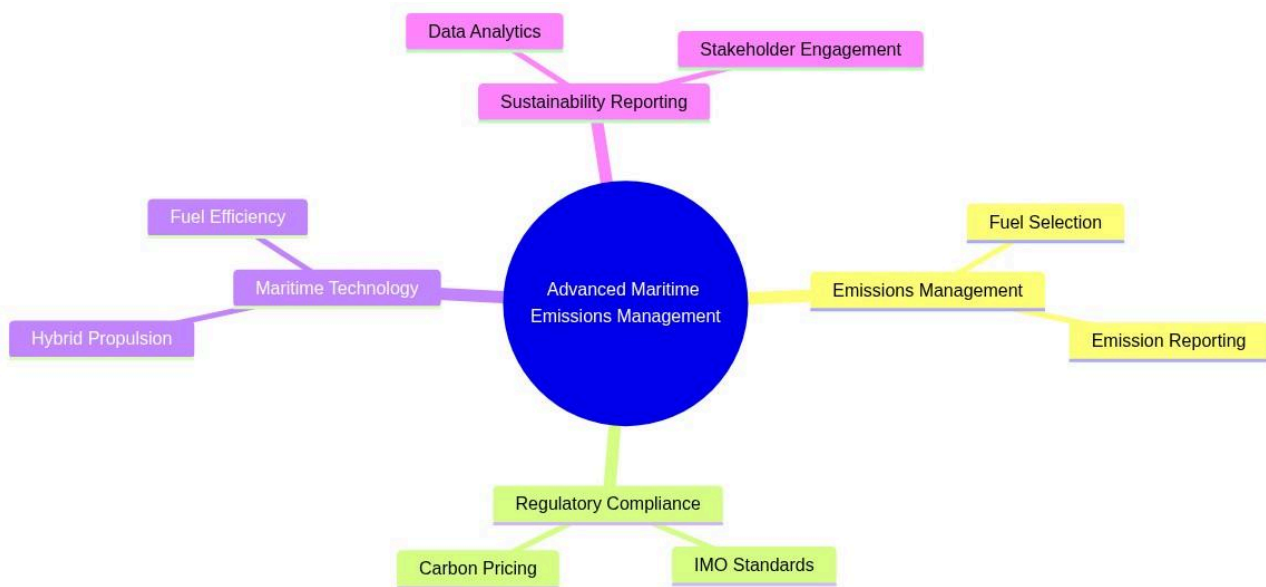 Data Analytics
Stakeholder Engagement
Sustainability Reporting
Fuel Efficiency
Fuel Selection
Maritime Technology
Advanced Maritime
Emissions Management
Emissions Management
Hybrid Propulsion
Emission Reporting
Regulatory Compliance
Carbon Pricing
IMO Standards